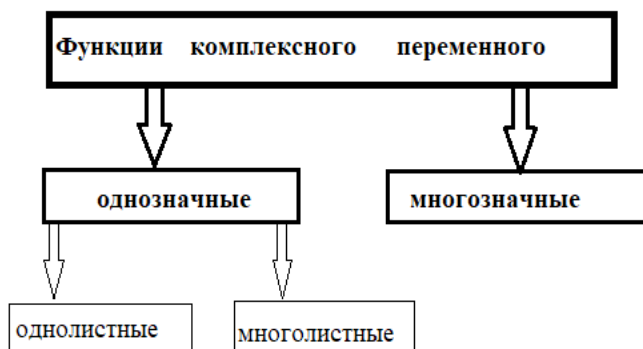 Функции комплексного переменного
однозначные
многозначные
однолистные
многолистные